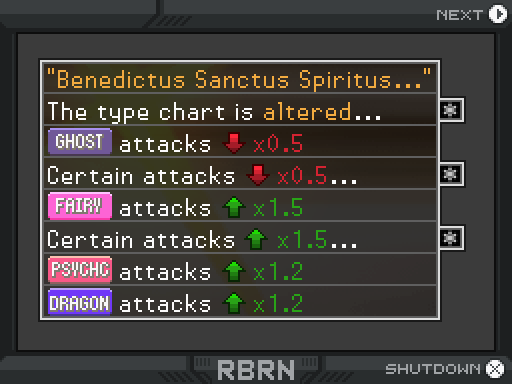 NEXT
"Benedictus Sanctus Spiritus..."
The type chart is altered...
GHOST attacks x0.5
Certain attacks x0.5...
FAIRY attacks x1.5
Certain attacks x1.5...
PSYCHC attacks x1.2
DRAGON attacks x1.2
RBRN
SHUTDOWN